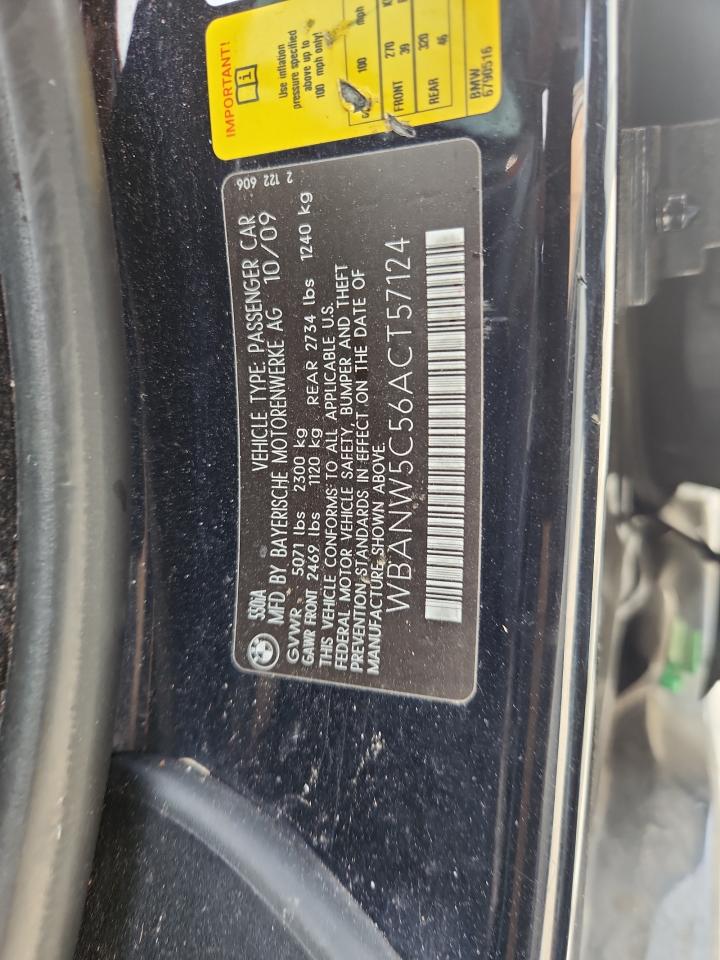 IMPORTANT!
i
Use inflation
pressure specified
above up to
100 mph only!
100 mph
FRONT 270
39
REAR 320
46
BMW
6790516
2 122 606
BMW
530iA VEHICLE TYPE: PASSENGER CAR
MFD BY BAYERISCHE MOTORENWERKE AG 10/09
GVWR 5071 lbs 2300 kg
GAWR FRONT 2469 lbs 1120 kg REAR 2734 lbs 1240 kg
THIS VEHICLE CONFORMS TO ALL APPLICABLE U.S.
FEDERAL MOTOR VEHICLE SAFETY, BUMPER AND THEFT
PREVENTION STANDARDS IN EFFECT ON THE DATE OF
MANUFACTURE SHOWN ABOVE.
WBANW5C56ACT57124